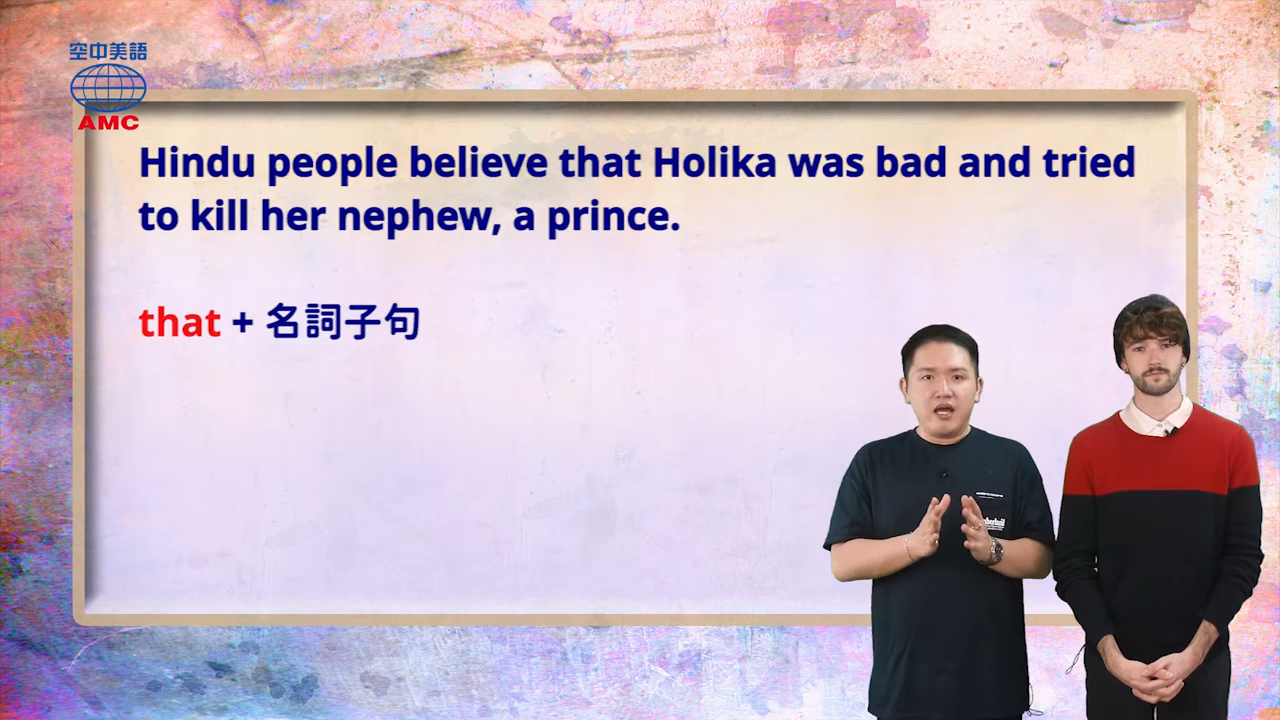 空中美語
AMC
Hindu people believe that Holika was bad and tried
to kill her nephew, a prince.
that + 名詞子句